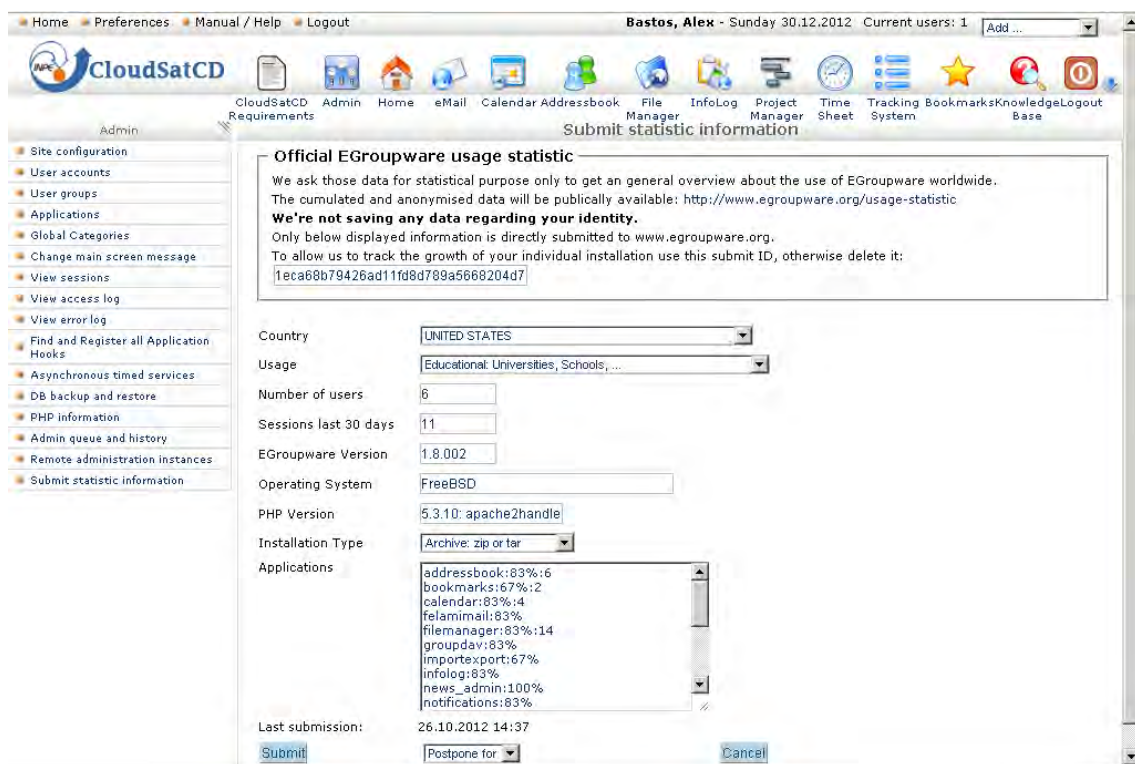 Home Preferences Manual / Help Logout Bastos, Alex - Sunday 30.12.2012 Current users: 1 Add ...
INPE CloudSatCD
CloudSatCD Requirements Admin Home eMail Calendar Addressbook File Manager InfoLog Project Manager Time Sheet Tracking System Bookmarks Knowledge Base Logout
Admin
Submit statistic information
Site configuration
User accounts
User groups
Applications
Global Categories
Change main screen message
View sessions
View access log
View error log
Find and Register all Application
Hooks
Asynchronous timed services
DB backup and restore
PHP information
Admin queue and history
Remote administration instances
Submit statistic information
Official EGroupware usage statistic
We ask those data for statistical purpose only to get an general overview about the use of EGroupware worldwide.
The cumulated and anonymised data will be publically available: http://www.egroupware.org/usage-statistic
We're not saving any data regarding your identity.
Only below displayed information is directly submitted to www.egroupware.org.
To allow us to track the growth of your individual installation use this submit ID, otherwise delete it:
1eca68b79426ad11fd8d789a5668204d7
Country UNITED STATES
Usage Educational: Universities, Schools, ...
Number of users 6
Sessions last 30 days 11
EGroupware Version 1.8.002
Operating System FreeBSD
PHP Version 5.3.10: apache2handle
Installation Type Archive: zip or tar
Applications
addressbook:83%:6
bookmarks:67%:2
calendar:83%:4
felamimail:83%
filemanager:83%:14
groupdav:83%
importexport:67%
infolog:83%
news_admin:100%
notifications:83%
Last submission: 26.10.2012 14:37
Submit Postpone for Cancel